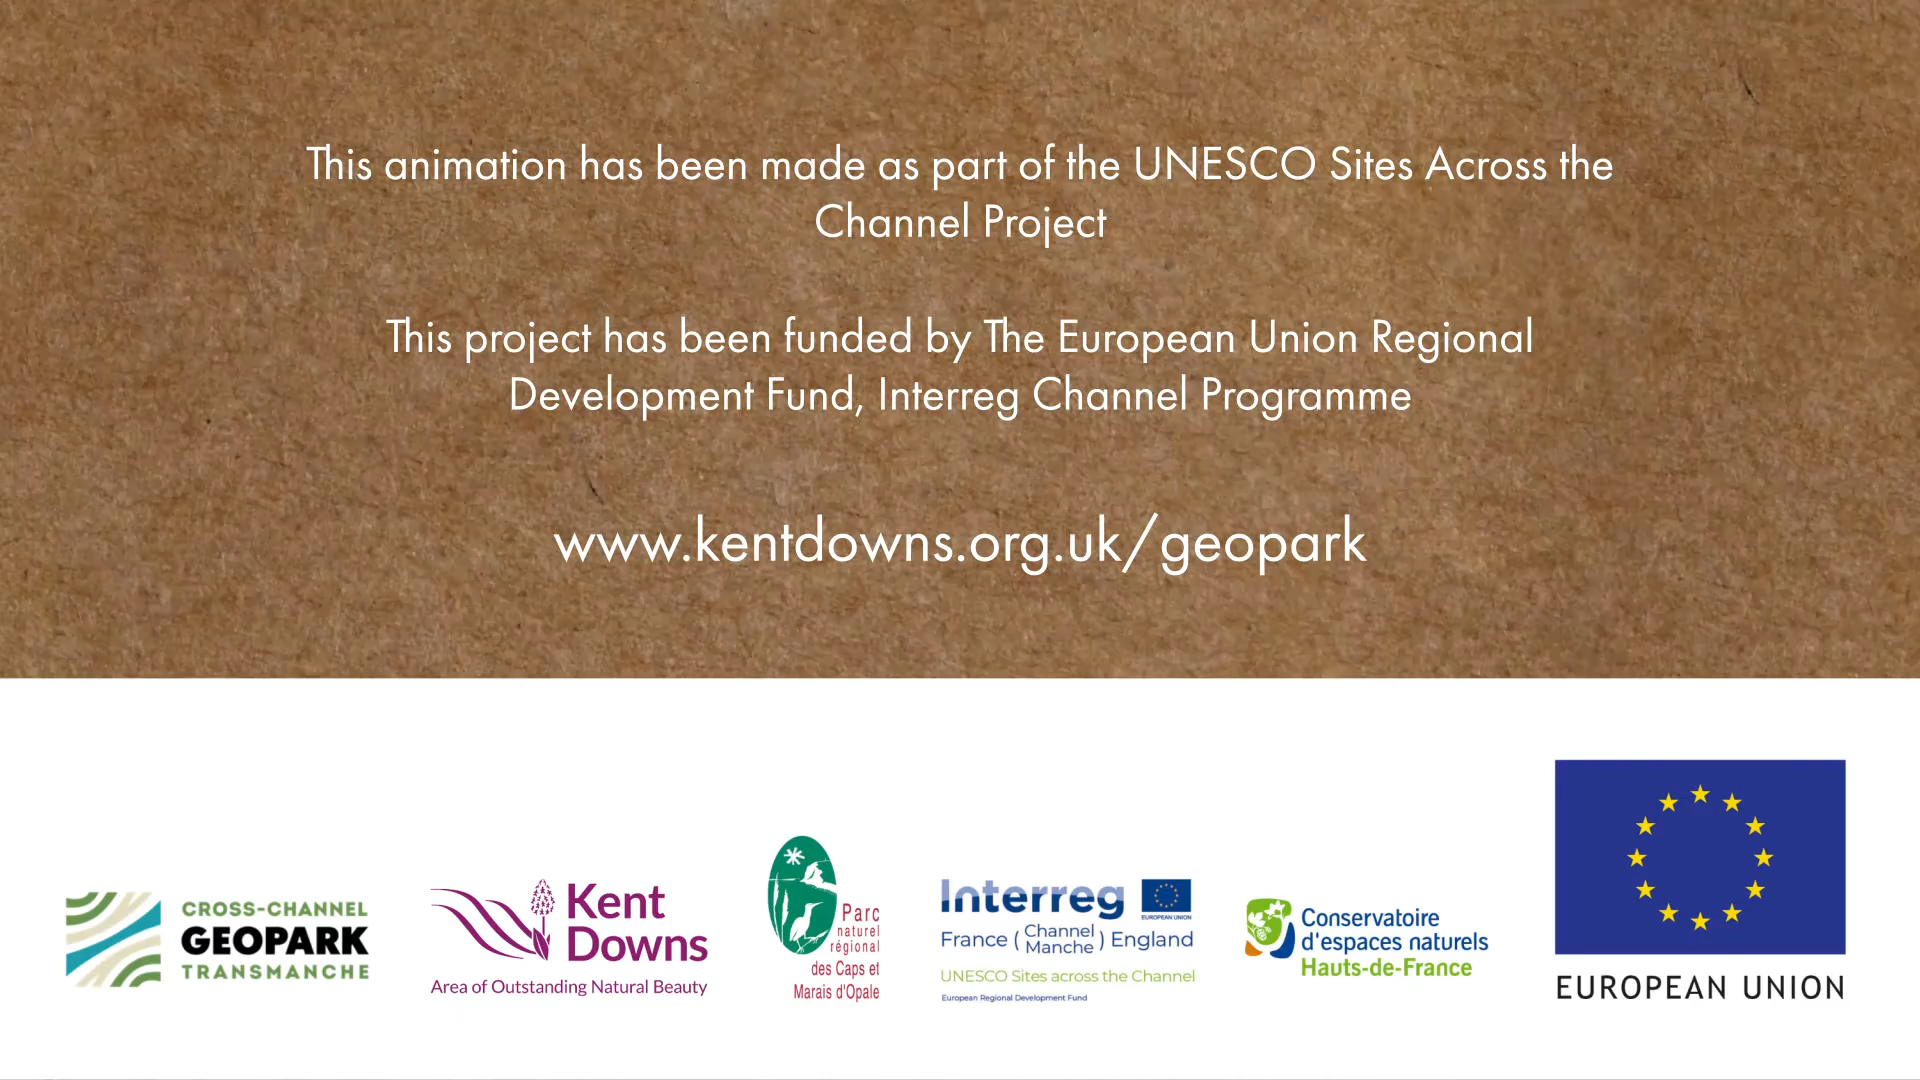 This animation has been made as part of the UNESCO Sites Across the
Channel Project
This project has been funded by The European Union Regional
Development Fund, Interreg Channel Programme
www.kentdowns.org.uk/geopark
CROSS-CHANNEL
GEOPARK
TRANSMANCHE
Kent
Downs
Area of Outstanding Natural Beauty
Parc
naturel
régional
des Caps et
Marais d'Opale
Interreg
EUROPEAN UNION
France ( Channel
Manche ) England
UNESCO Sites across the Channel
European Regional Development Fund
Conservatoire
d'espaces naturels
Hauts-de-France
EUROPEAN UNION